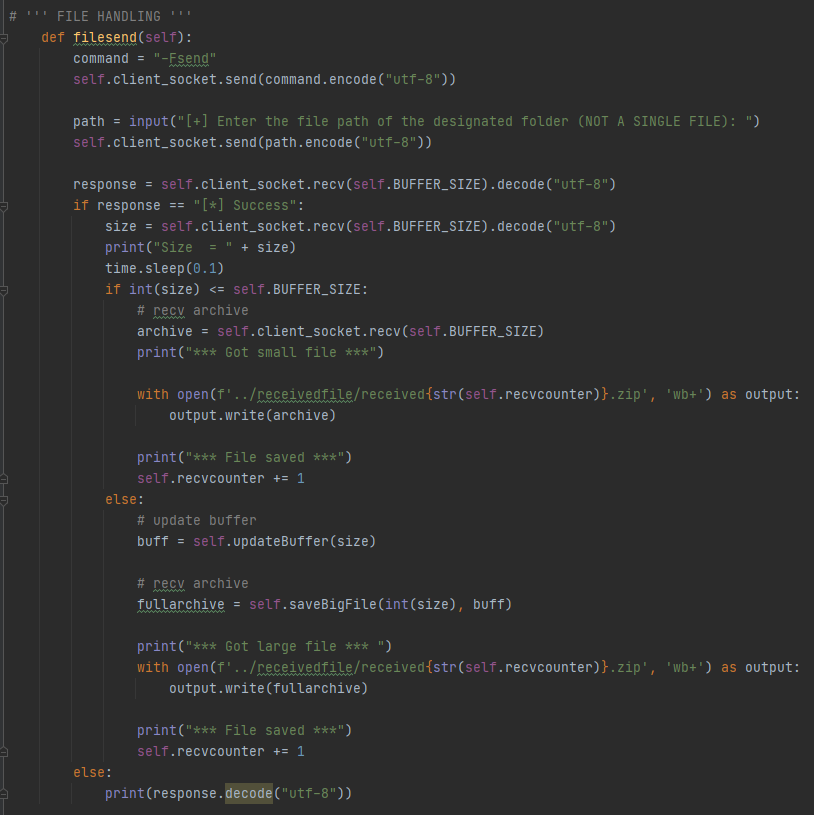 # ''' FILE HANDLING '''
def filesend(self):
command = "-Fsend"
self.client_socket.send(command.encode("utf-8"))
path = input("[+] Enter the file path of the designated folder (NOT A SINGLE FILE): ")
self.client_socket.send(path.encode("utf-8"))
response = self.client_socket.recv(self.BUFFER_SIZE).decode("utf-8")
if response == "[*] Success":
size = self.client_socket.recv(self.BUFFER_SIZE).decode("utf-8")
print("Size  = " + size)
time.sleep(0.1)
if int(size) <= self.BUFFER_SIZE:
# recv archive
archive = self.client_socket.recv(self.BUFFER_SIZE)
print("*** Got small file ***")
with open(f'../receivedfile/received{str(self.recvcounter)}.zip', 'wb+') as output:
output.write(archive)
print("*** File saved ***")
self.recvcounter += 1
else:
# update buffer
buff = self.updateBuffer(size)
# recv archive
fullarchive = self.saveBigFile(int(size), buff)
print("*** Got large file *** ")
with open(f'../receivedfile/received{str(self.recvcounter)}.zip', 'wb+') as output:
output.write(fullarchive)
print("*** File saved ***")
self.recvcounter += 1
else:
print(response.decode("utf-8"))